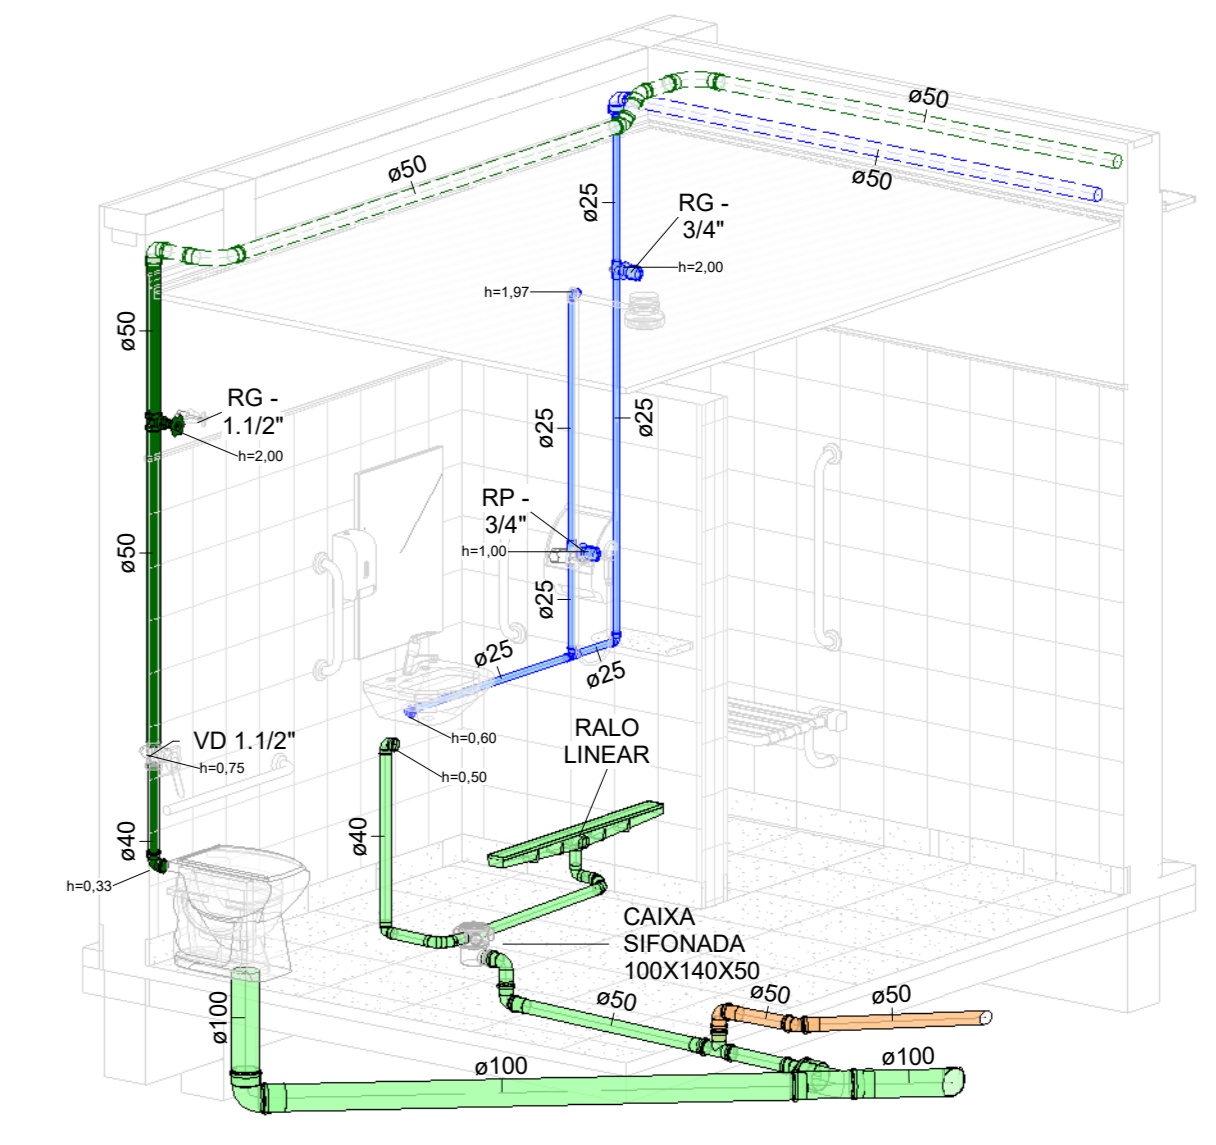 ø50
ø50
ø50
ø25
RG -
3/4"
h=2,00
h=1,97
ø50
RG -
1.1/2"
h=2,00
ø25
ø25
RP -
3/4"
h=1,00
ø50
ø25
ø25
ø25
h=0,60
VD 1.1/2"
h=0,75
RALO
LINEAR
h=0,50
ø40
ø40
h=0,33
CAIXA
SIFONADA
100X140X50
ø100
ø50
ø50
ø50
ø100
ø100